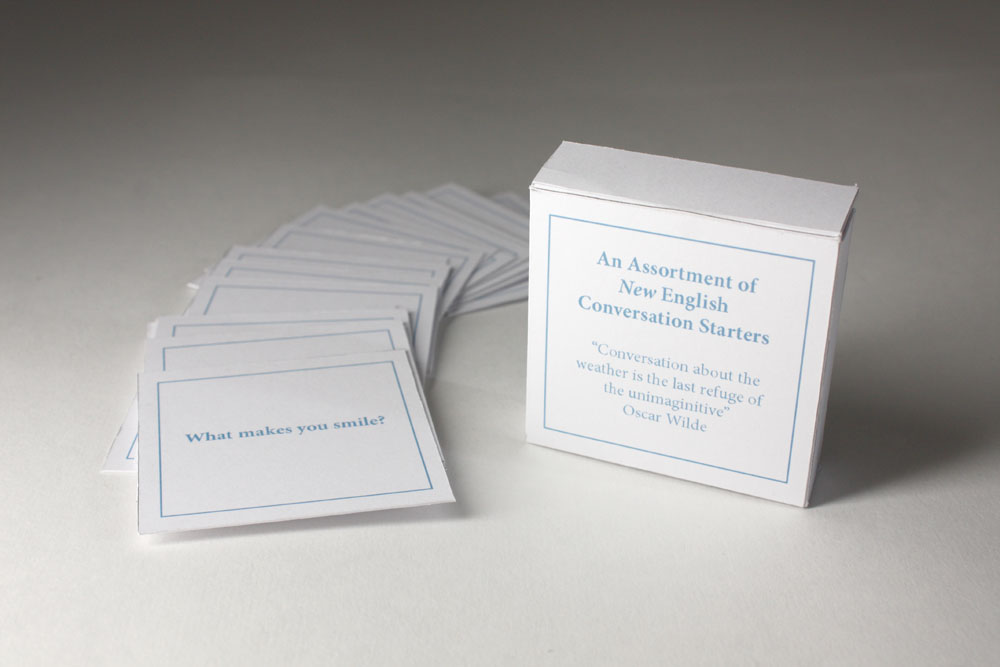 What makes you smile?
An Assortment of
New English
Conversation Starters
“Conversation about the
weather is the last refuge of
the unimaginitive”
Oscar Wilde